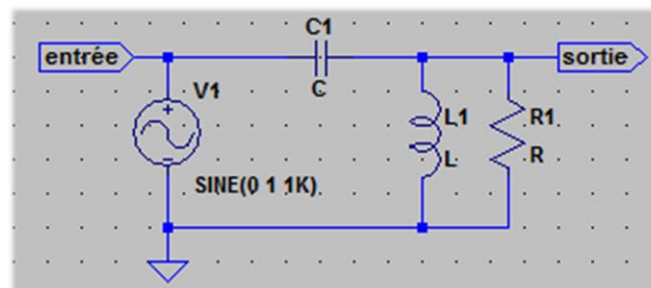 C1
entrée
sortie
V1
C
L1
R1
L
R
SINE(0 1 1K)